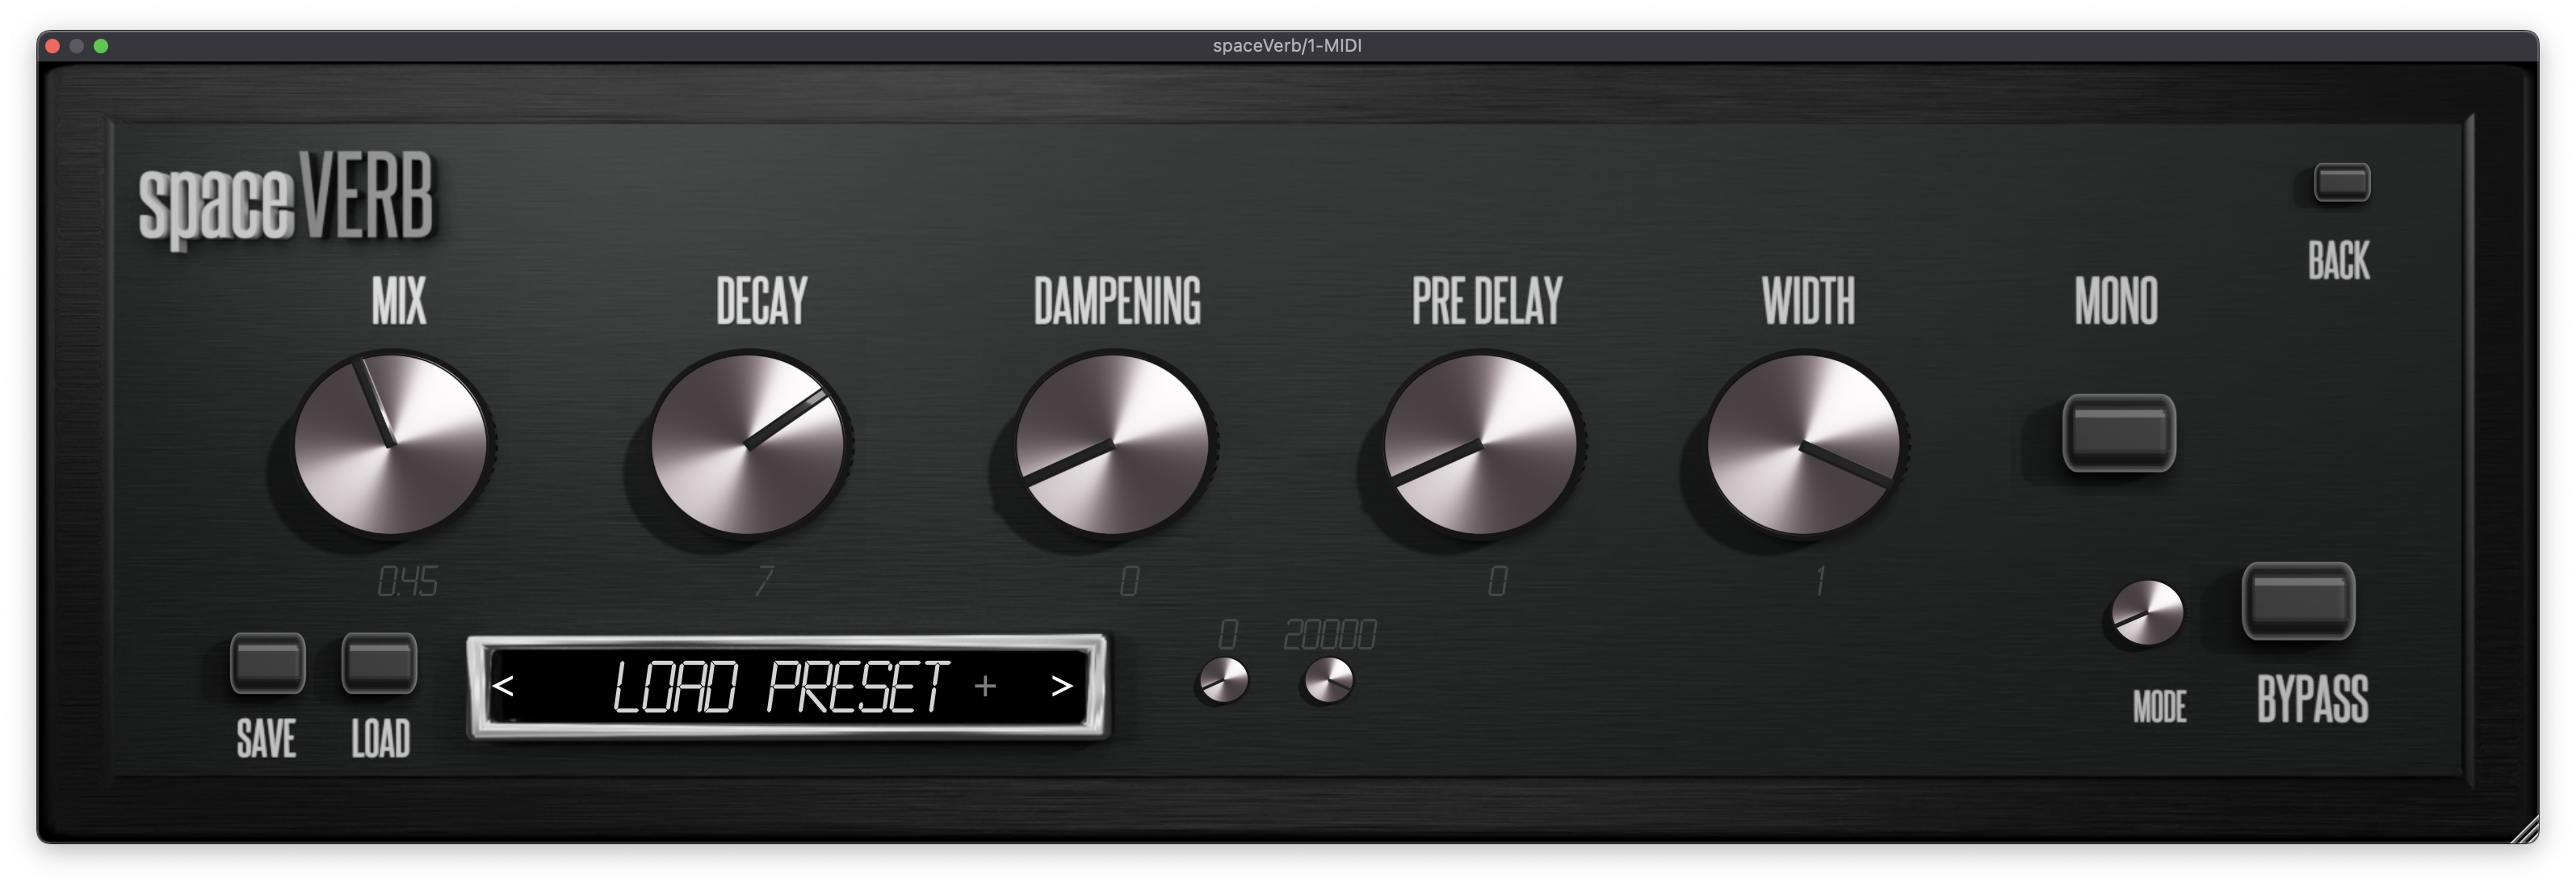 spaceVerb/1-MIDI
spaceVERB
BACK
MIX DECAY DAMPENING PRE DELAY WIDTH MONO
0.45 7 0 0 1
0 20000
< LOAD PRESET + >
SAVE LOAD MODE BYPASS